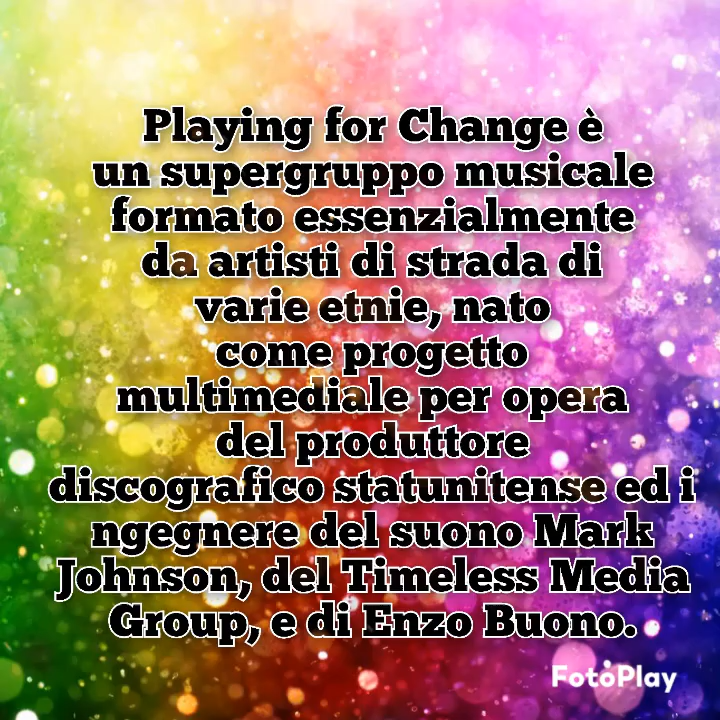 Playing for Change è
un supergruppo musicale
formato essenzialmente
da artisti di strada di
varie etnie, nato
come progetto
multimediale per opera
del produttore
discografico statunitense ed i
ngegnere del suono Mark
Johnson, del Timeless Media
Group, e di Enzo Buono.
FotoPlay